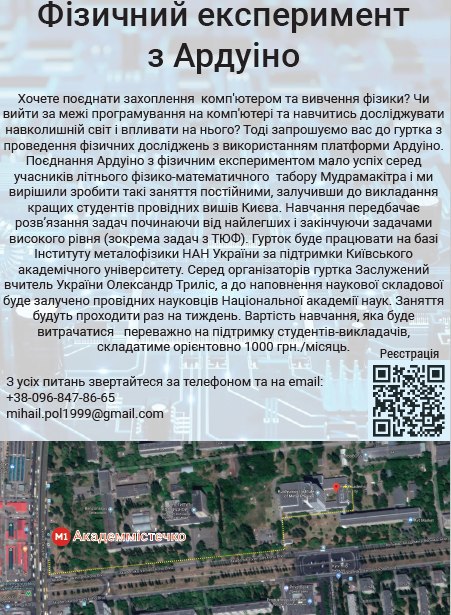 Фізичний експеримент
з Ардуіно
Хочете поєднати захоплення комп'ютером та вивчення фізики? Чи
вийти за межі програмування на комп'ютері та навчитись досліджувати
навколишній світ і впливати на нього? Тоді запрошуємо вас до гуртка з
проведення фізичних досліджень з використанням платформи Ардуіно.
Поєднання Ардуіно з фізичним експериментом мало успіх серед
учасників літнього фізико-математичного табору Мудрамакітра і ми
вирішили зробити такі заняття постійними, залучивши до викладання
кращих студентів провідних вишів Києва. Навчання передбачає
розв'язання задач починаючи від найлегших і закінчуючи задачами
високого рівня (зокрема задач з ТЮФ). Гурток буде працювати на базі
Інституту металофізики НАН України за підтримки Київського
академічного університету. Серед організаторів гуртка Заслужений
вчитель України Олександр Триліс, а до наповнення наукової складової
буде залучено провідних науковців Національної академії наук. Заняття
будуть проходити раз на тиждень. Вартість навчання, яка буде
витрачатися переважно на підтримку студентів-викладачів,
складатиме орієнтовно 1000 грн./місяць.
Реєстрація
З усіх питань звертайтеся за телефоном та на email:
+38-096-847-86-65
mihail.pol1999@gmail.com
М1 Академмістечко